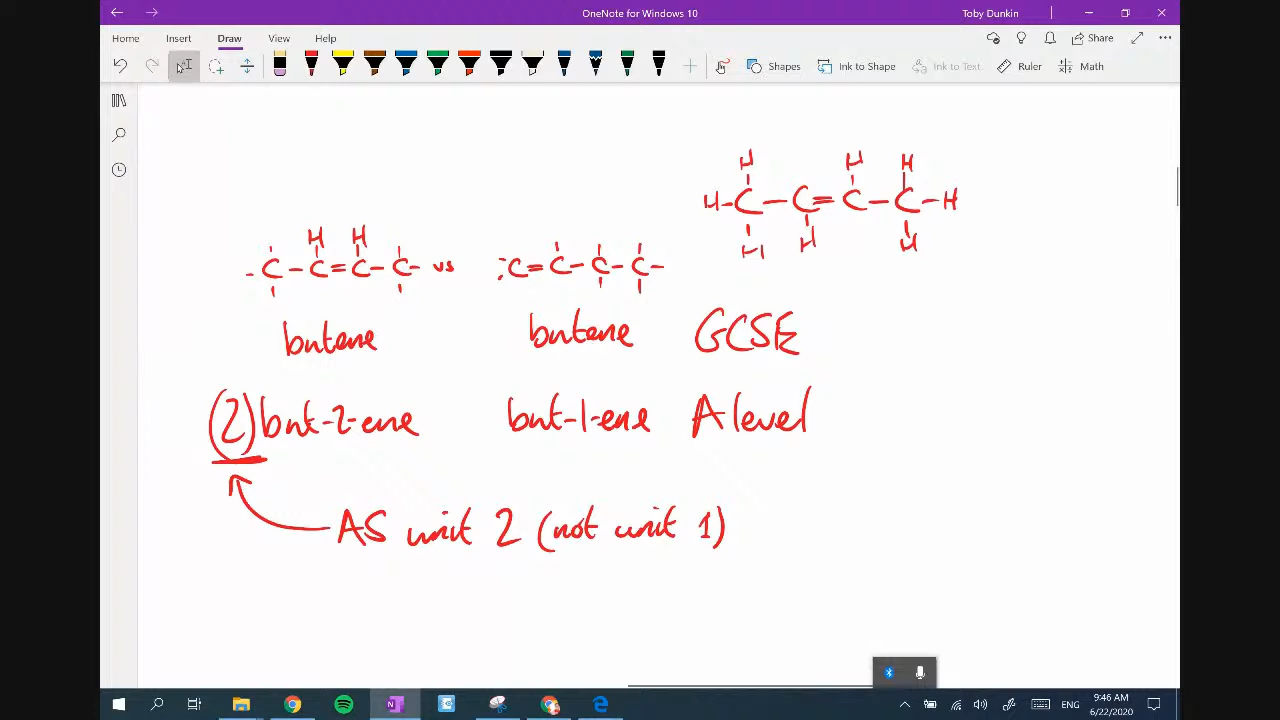 OneNote for Windows 10
Toby Dunkin
Home Insert Draw View Help
Share
Shapes Ink to Shape Ink to Text Ruler Math
H H H
H-C-C=C-C-H
H H H
H H
-C-C=C-C- vs C=C-C-C-
butene butene GCSE
(2) but-2-ene but-1-ene A level
AS unit 2 (not unit 1)
9:46 AM
ENG
6/22/2020